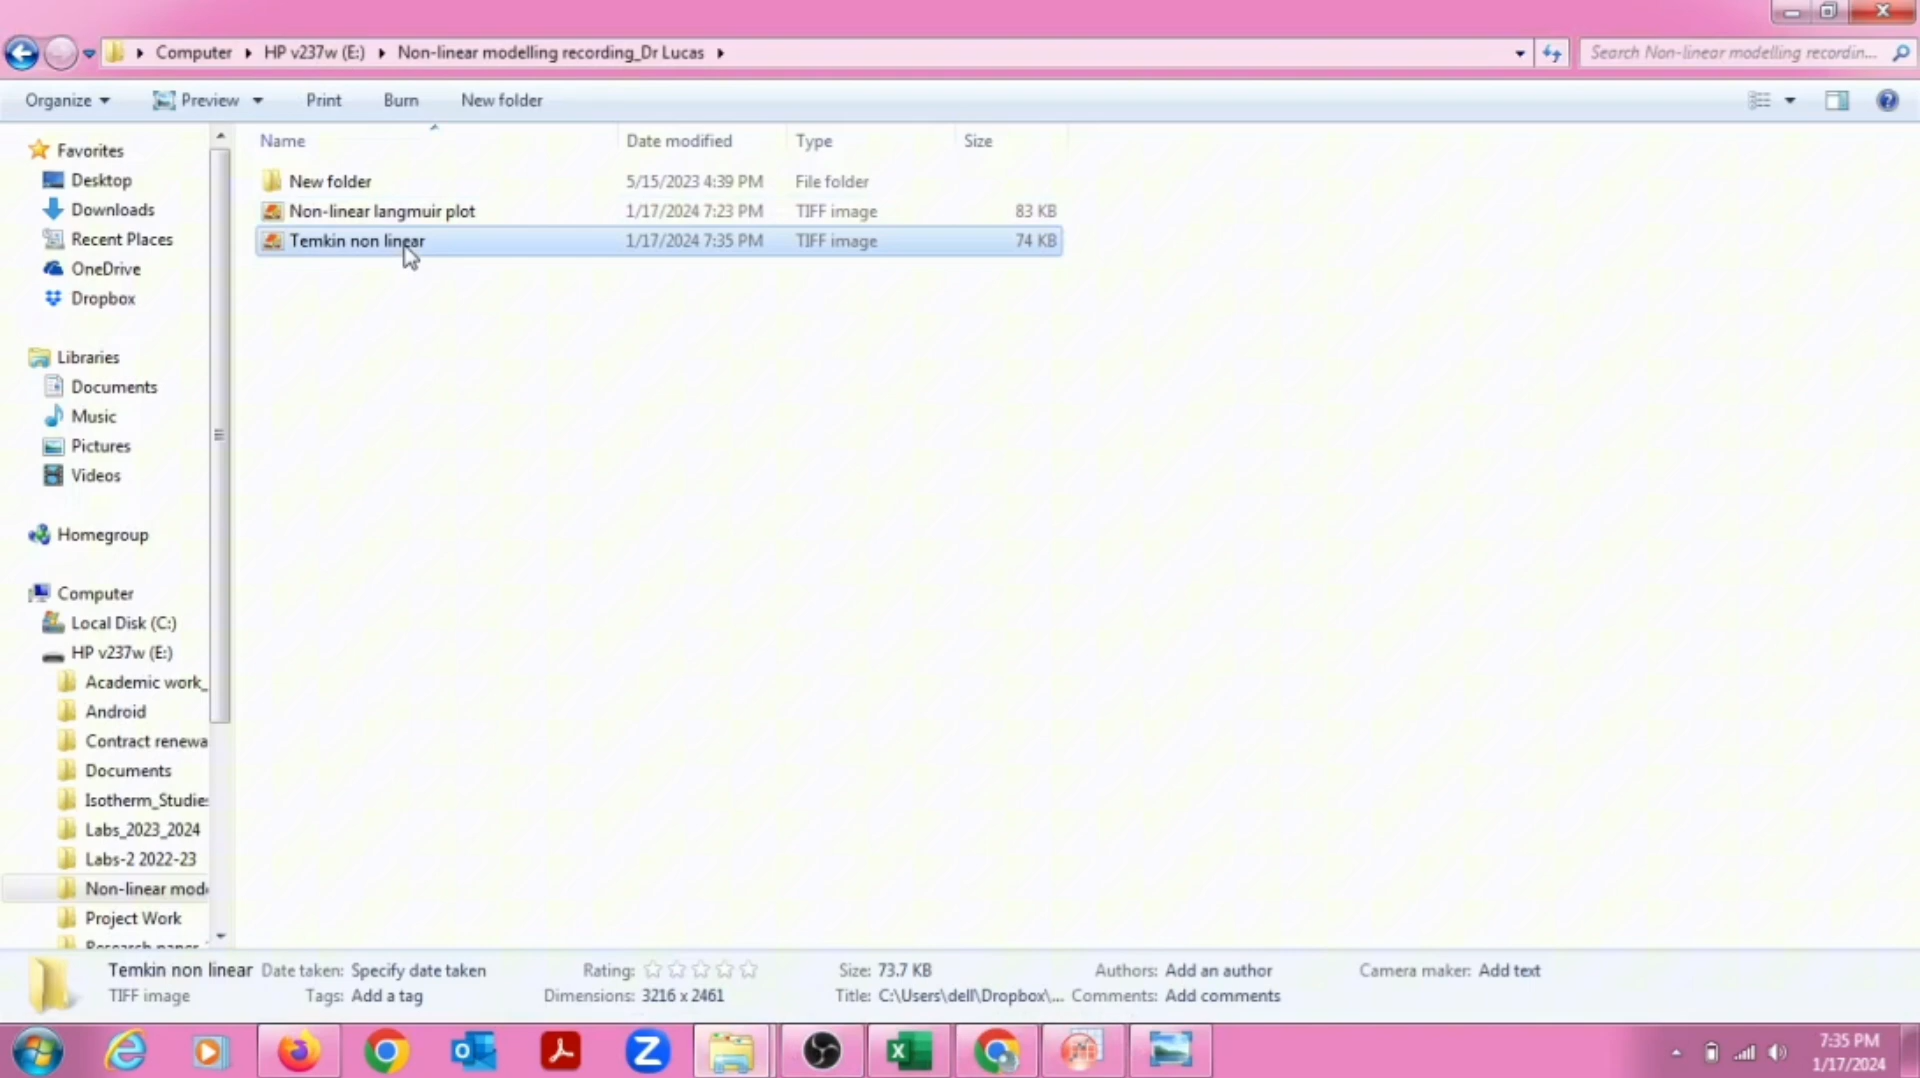 Computer HP v237w (E:) Non-linear modelling recording_Dr Lucas
Search Non-linear modelling recordin...
Organize Preview Print Burn New folder
Name Date modified Type Size
New folder 5/15/2023 4:39 PM File folder
Non-linear langmuir plot 1/17/2024 7:23 PM TIFF image 83 KB
Temkin non linear 1/17/2024 7:35 PM TIFF image 74 KB
Favorites
Desktop
Downloads
Recent Places
OneDrive
Dropbox
Libraries
Documents
Music
Pictures
Videos
Homegroup
Computer
Local Disk (C:)
HP v237w (E:)
Academic work_
Android
Contract renewa
Documents
Isotherm_Studie
Labs_2023_2024
Labs-2 2022-23
Non-linear mod
Project Work
Research paper
Temkin non linear Date taken: Specify date taken Rating: Size: 73.7 KB Authors: Add an author Camera maker: Add text
TIFF image Tags: Add a tag Dimensions: 3216 x 2461 Title: C:\Users\dell\Dropbox\... Comments: Add comments
7:35 PM
1/17/2024